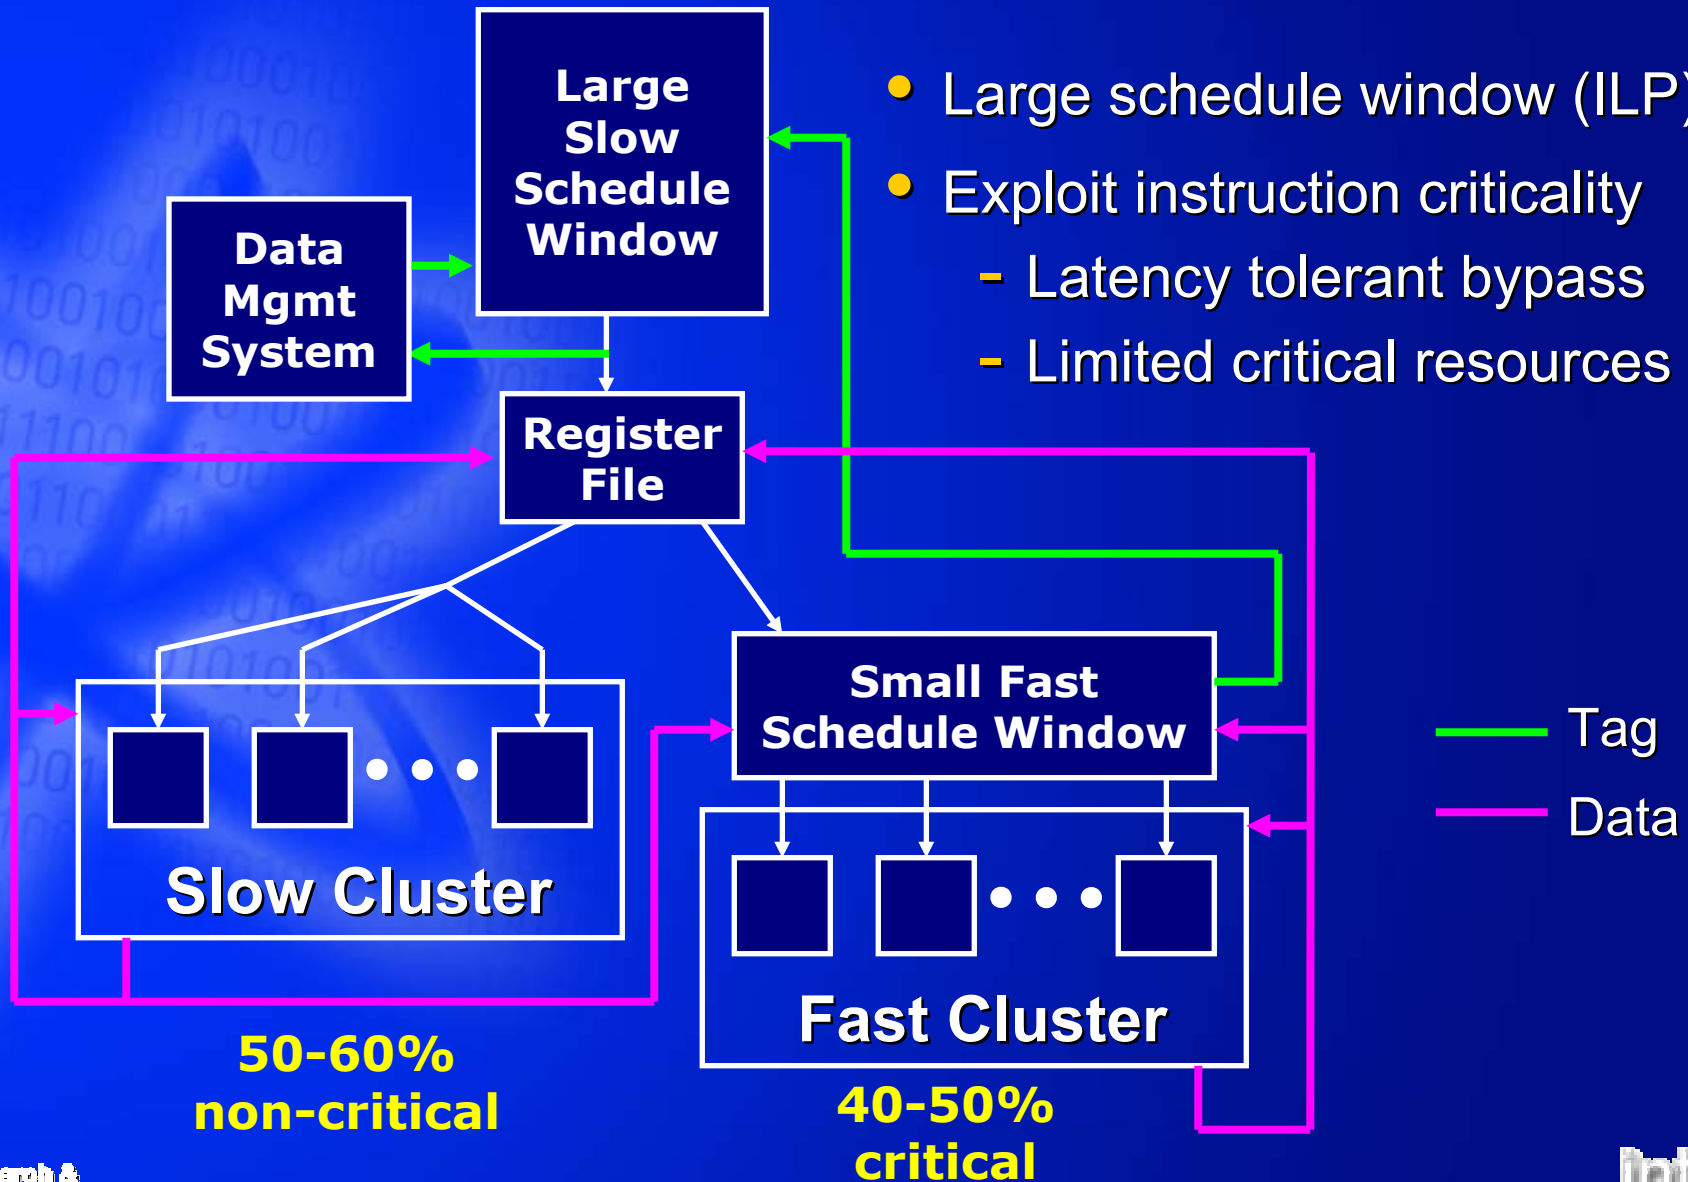 Large
Slow
Schedule
Window
Data
Mgmt
System
Register
File
• Large schedule window (ILP)
• Exploit instruction criticality
- Latency tolerant bypass
- Limited critical resources
Small Fast
Schedule Window
Tag
Data
Slow Cluster
Fast Cluster
50-60%
non-critical
40-50%
critical